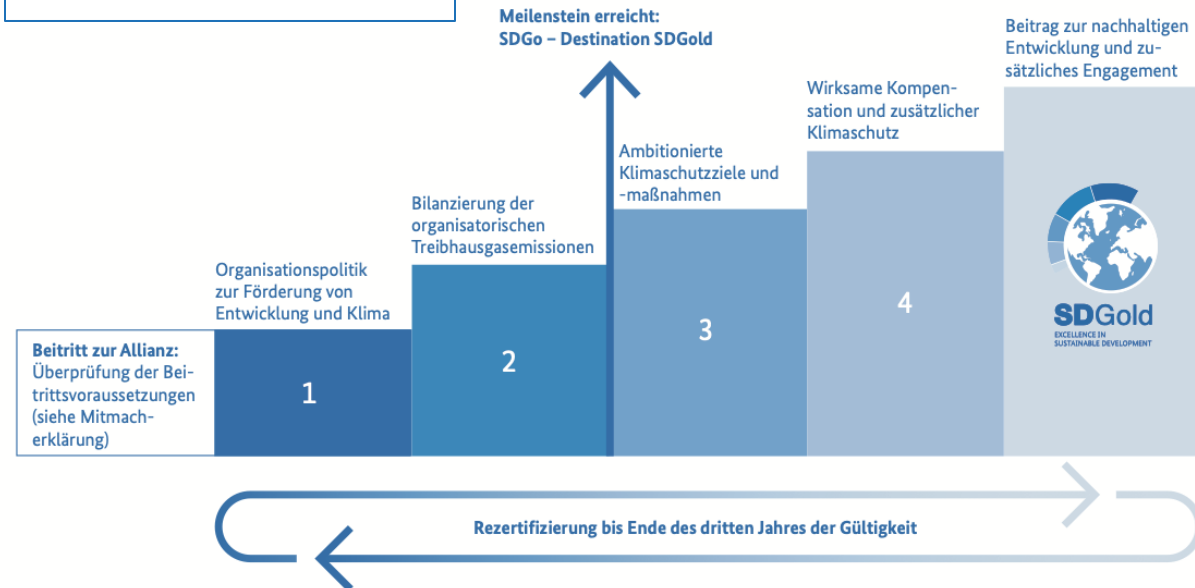 Meilenstein erreicht:
SDGo – Destination SDGold
Beitrag zur nachhaltigen
Entwicklung und zu-
sätzliches Engagement
Wirksame Kompen-
sation und zusätzlicher
Klimaschutz
Ambitionierte
Klimaschutzziele und
-maßnahmen
Bilanzierung der
organisatorischen
Treibhausgasemissionen
Organisationspolitik
zur Förderung von
Entwicklung und Klima
Beitritt zur Allianz:
Überprüfung der Bei-
trittsvoraussetzungen
(siehe Mitmach-
erklärung)
1
2
3
4
SDGold
EXCELLENCE IN
SUSTAINABLE DEVELOPMENT
Rezertifizierung bis Ende des dritten Jahres der Gültigkeit